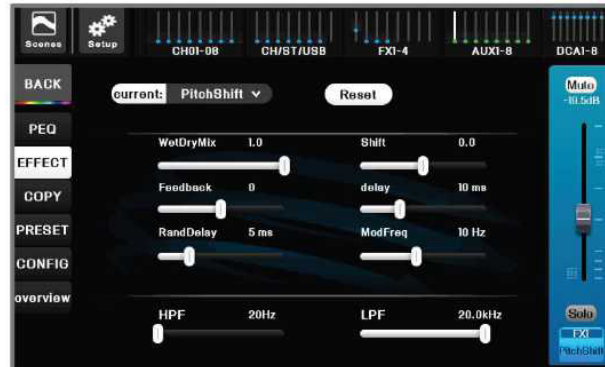 Scenes
Setup
CH01-08
CH/ST/USB
FX1-4
AUX1-8
DCA1-8
BACK
current: PitchShift
Reset
Mute
PEQ
WetDryMix 1.0
Shift 0.0
EFFECT
Feedback 0
delay 10 ms
COPY
PRESET
RandDelay 5 ms
ModFreq 10 Hz
CONFIG
overview
HPF 20Hz
LPF 20.0kHz
Solo
FX1
PitchShift